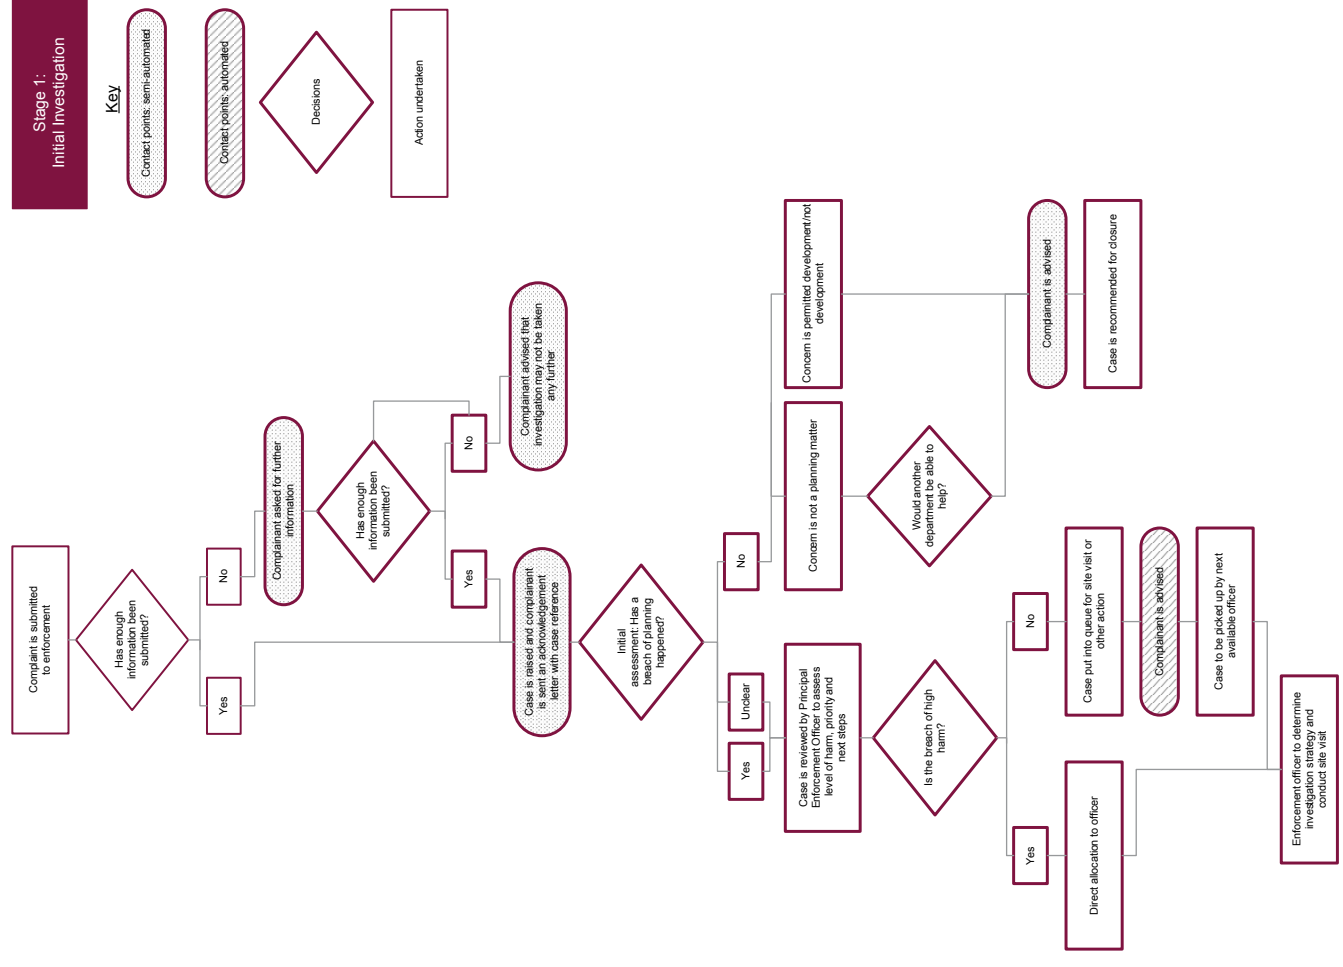 Stage 1:
Initial Investigation
Key
Contact points: semi-automated
Contact points: automated
Decisions
Action undertaken
Complaint is submitted
to enforcement
Has enough
information been
submitted?
Yes
No
Complainant asked for further
information
Has enough
information been
submitted?
Yes
No
Complainant advised that
investigation may not be taken
any further
Case is raised and complainant
is sent an acknowledgement
letter with case reference
Initial
assessment: Has a
breach of planning
happened?
Yes
Unclear
No
Case is reviewed by Principal
Enforcement Officer to assess
level of harm, priority and
next steps
Concern is not a planning matter
Concern is permitted development/not
development
Is the breach of high
harm?
Would another
department be able to
help?
Yes
No
Complainant is advised
Case is recommended for closure
Direct allocation to officer
Case put into queue for site visit or
other action
Complainant is advised
Case to be picked up by next
available officer
Enforcement officer to determine
investigation strategy and
conduct site visit